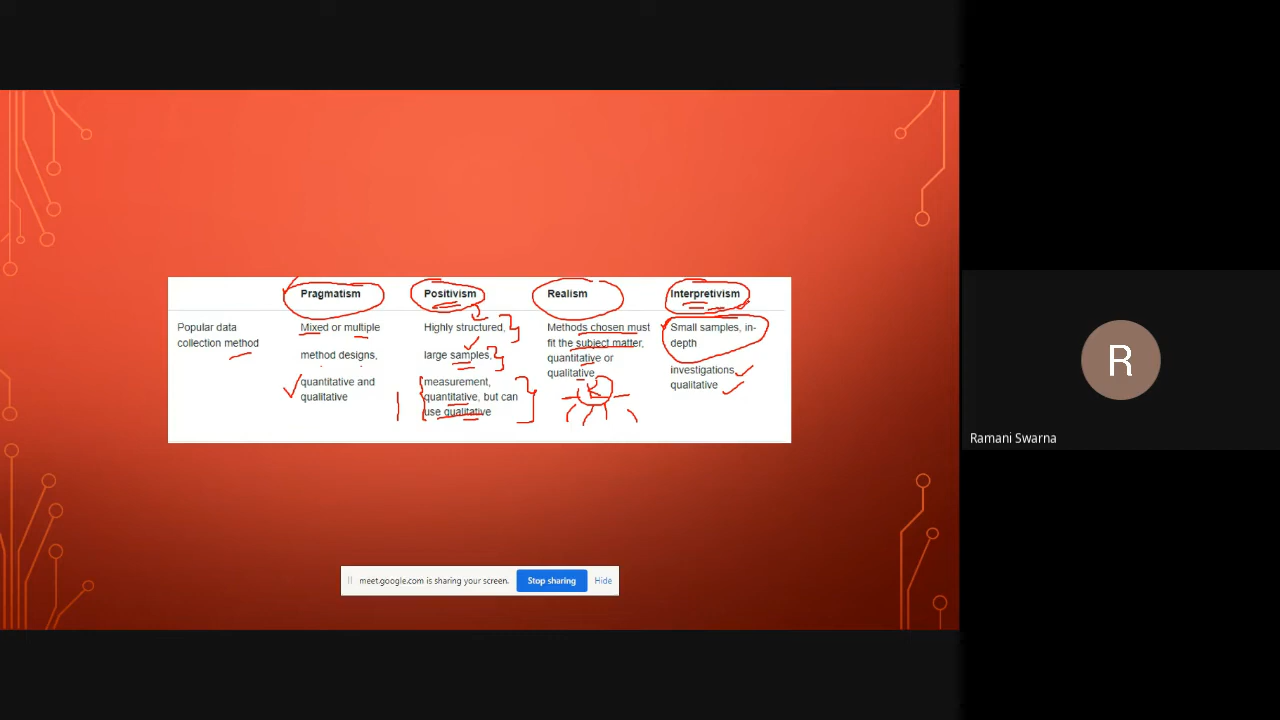 Pragmatism Positivism Realism Interpretivism
Popular data collection method
Mixed or multiple
method designs,
quantitative and
qualitative
Highly structured,
large samples,
measurement,
quantitative, but can
use qualitative
Methods chosen must
fit the subject matter,
quantitative or
qualitative
Small samples, in-
depth
investigations,
qualitative
meet.google.com is sharing your screen. Stop sharing Hide
R
Ramani Swarna